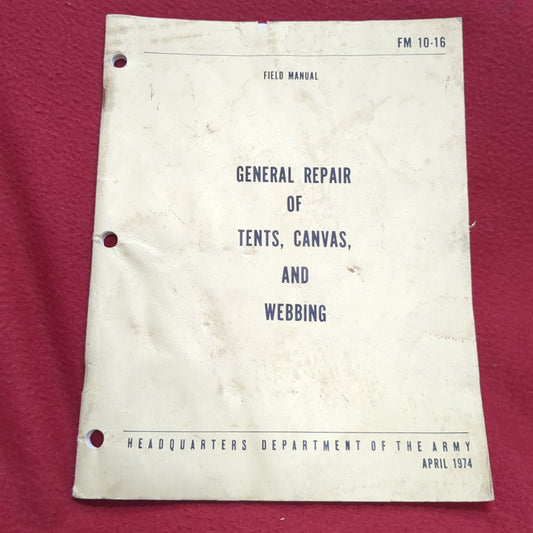 FM 10-16
FIELD MANUAL
GENERAL REPAIR
OF
TENTS, CANVAS,
AND
WEBBING
HEADQUARTERS DEPARTMENT OF THE ARMY
APRIL 1974